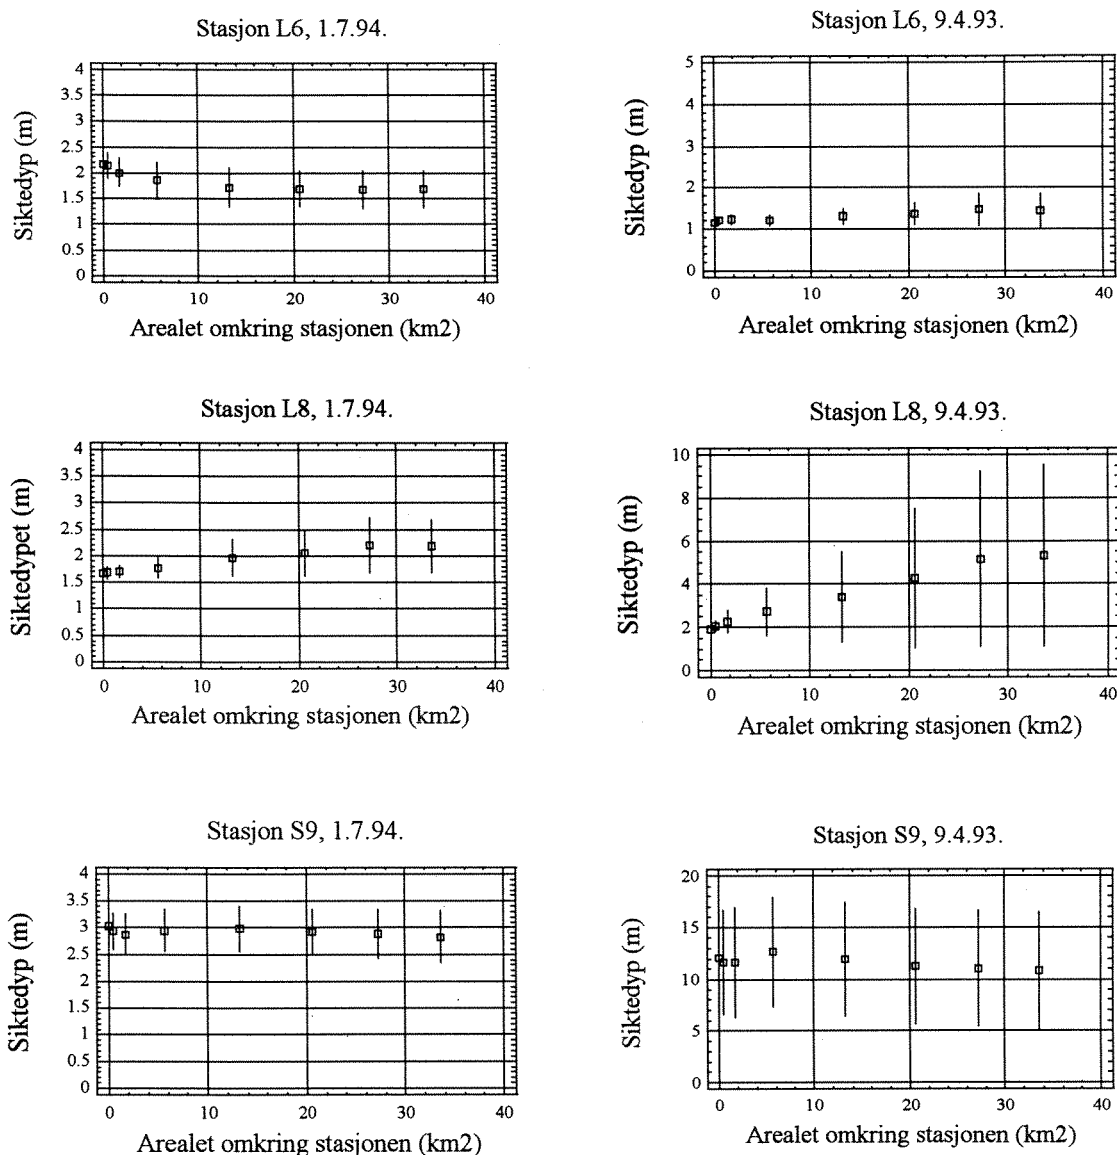 Stasjon L6, 1.7.94.
4
3.5
3
2.5
2
1.5
1
0.5
0
Siktedyp (m)
0 10 20 30 40
Arealet omkring stasjonen (km2)
Stasjon L6, 9.4.93.
5
4
3
2
1
0
Siktedyp (m)
0 10 20 30 40
Arealet omkring stasjonen (km2)
Stasjon L8, 1.7.94.
4
3.5
3
2.5
2
1.5
1
0.5
0
Siktedypet (m)
0 10 20 30 40
Arealet omkring stasjonen (km2)
Stasjon L8, 9.4.93.
10
8
6
4
2
0
Siktedyp (m)
0 10 20 30 40
Arealet omkring stasjonen (km2)
Stasjon S9, 1.7.94.
4
3.5
3
2.5
2
1.5
1
0.5
0
Siktedyp (m)
0 10 20 30 40
Arealet omkring stasjonen (km2)
Stasjon S9, 9.4.93.
20
15
10
5
0
Siktedyp (m)
0 10 20 30 40
Arealet omkring stasjonen (km2)